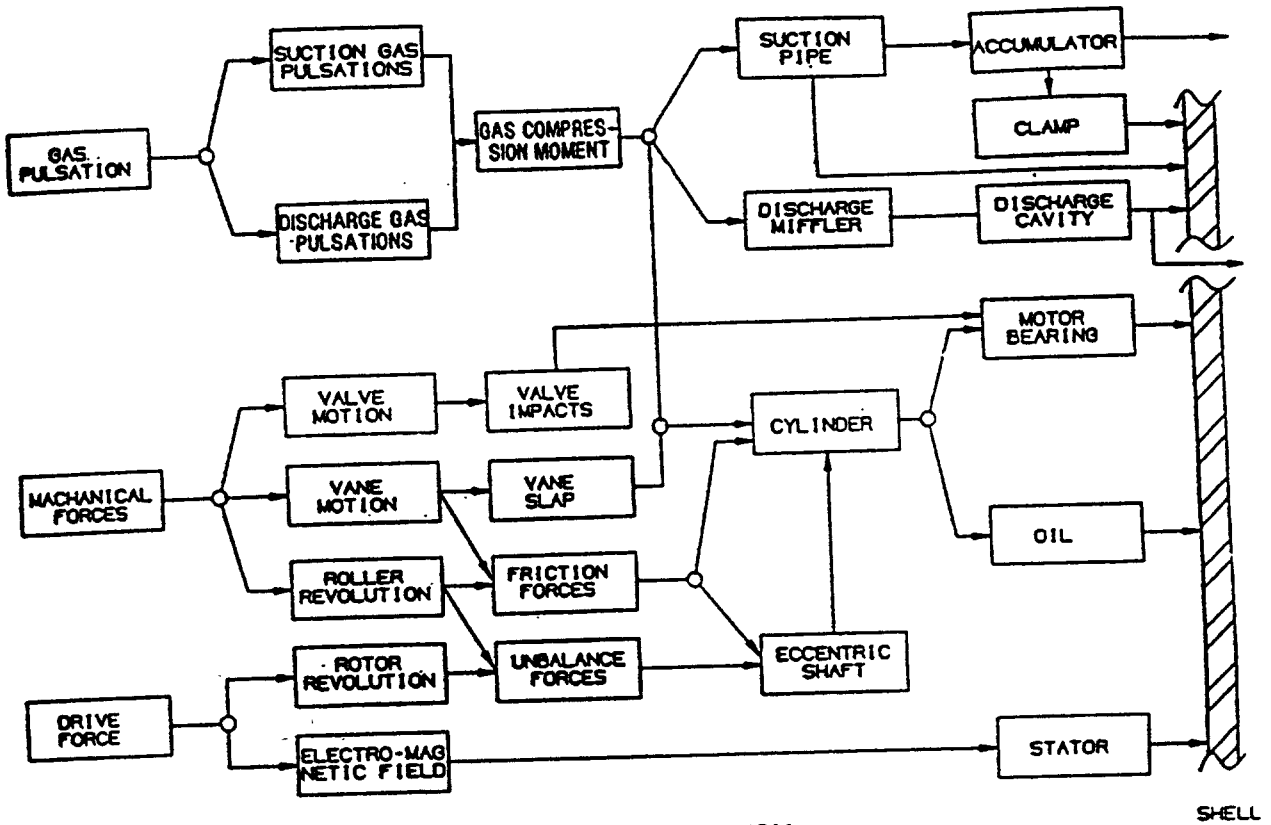 SUCTION GAS
PULSATIONS
SUCTION
PIPE
ACCUMULATOR
GAS
PULSATION
GAS COMPRES-
SION MOMENT
CLAMP
DISCHARGE GAS
PULSATIONS
DISCHARGE
MIFFLER
DISCHARGE
CAVITY
MOTOR
BEARING
VALVE
MOTION
VALVE
IMPACTS
CYLINDER
MACHANICAL
FORCES
VANE
MOTION
VANE
SLAP
OIL
ROLLER
REVOLUTION
FRICTION
FORCES
ROTOR
REVOLUTION
UNBALANCE
FORCES
ECCENTRIC
SHAFT
DRIVE
FORCE
ELECTRO-MAG
NETIC FIELD
STATOR
SHELL